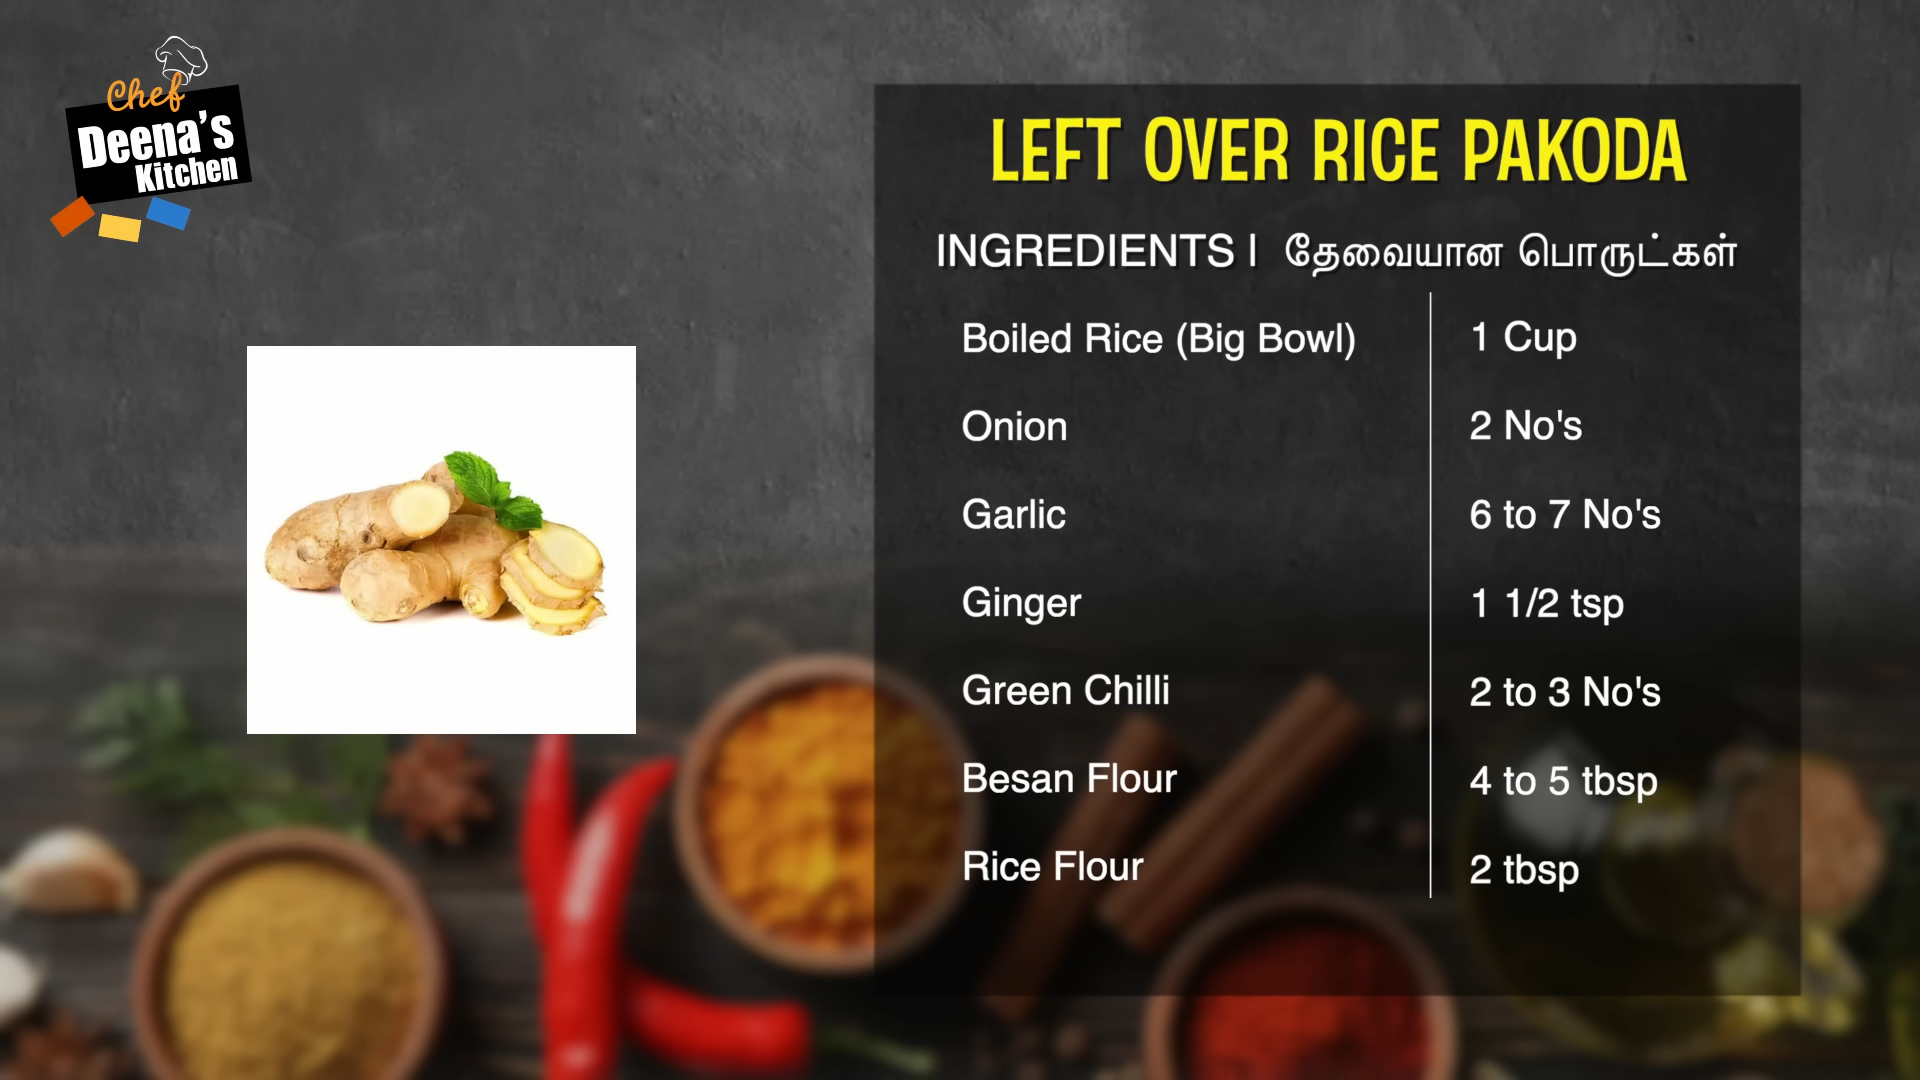 Chef
Deena's
Kitchen
LEFT OVER RICE PAKODA
INGREDIENTS | தேவையான பொருட்கள்
Boiled Rice (Big Bowl) 1 Cup
Onion 2 No's
Garlic 6 to 7 No's
Ginger 1 1/2 tsp
Green Chilli 2 to 3 No's
Besan Flour 4 to 5 tbsp
Rice Flour 2 tbsp